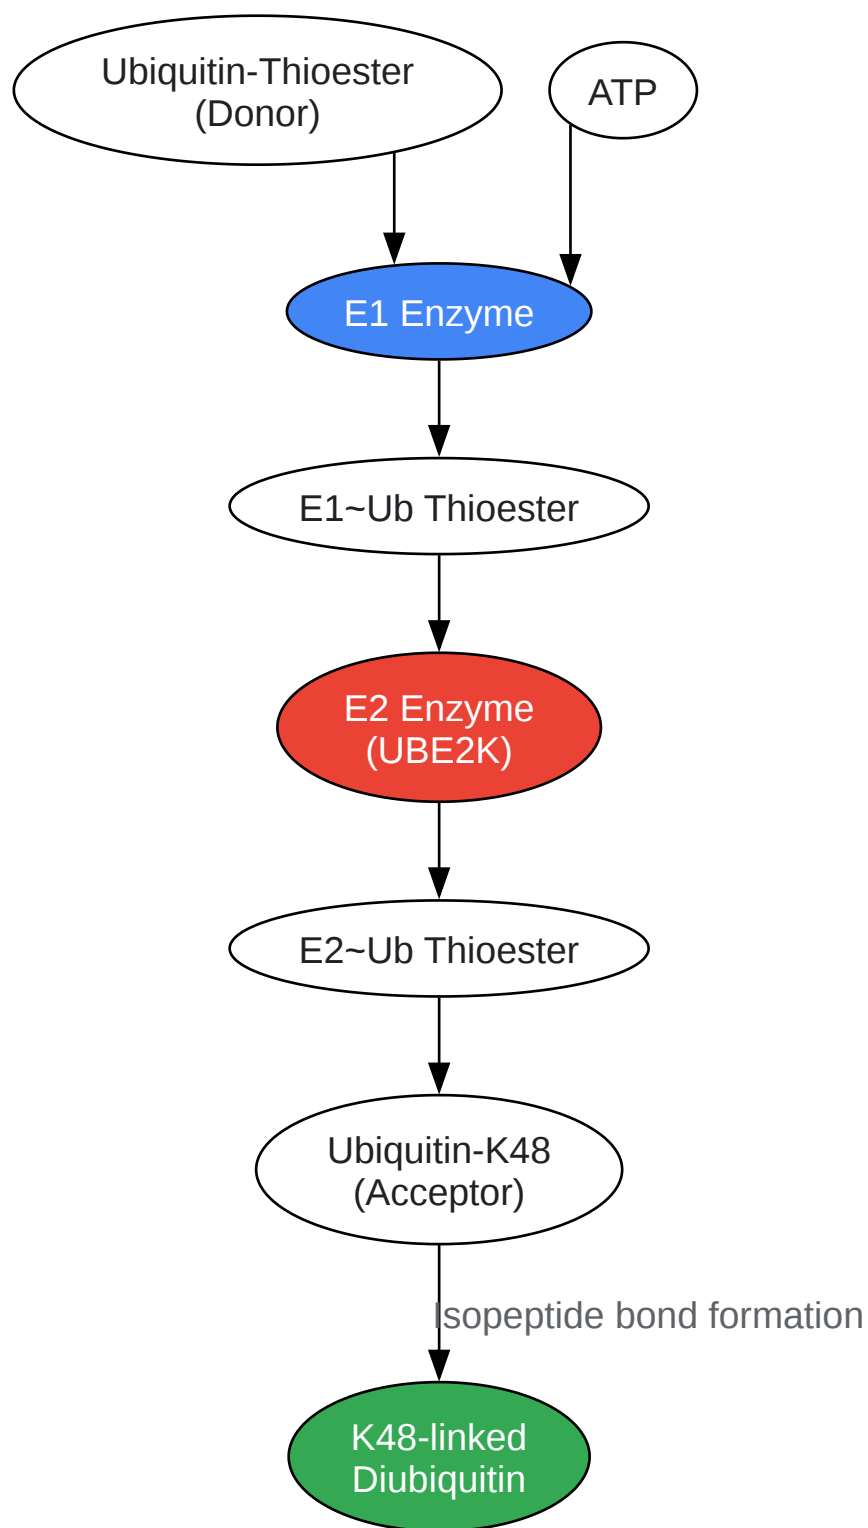 Ubiquitin-Thioester
(Donor)
ATP
E1 Enzyme
E1~Ub Thioester
E2 Enzyme
(UBE2K)
E2~Ub Thioester
Ubiquitin-K48
(Acceptor)
Isopeptide bond formation
K48-linked
Diubiquitin